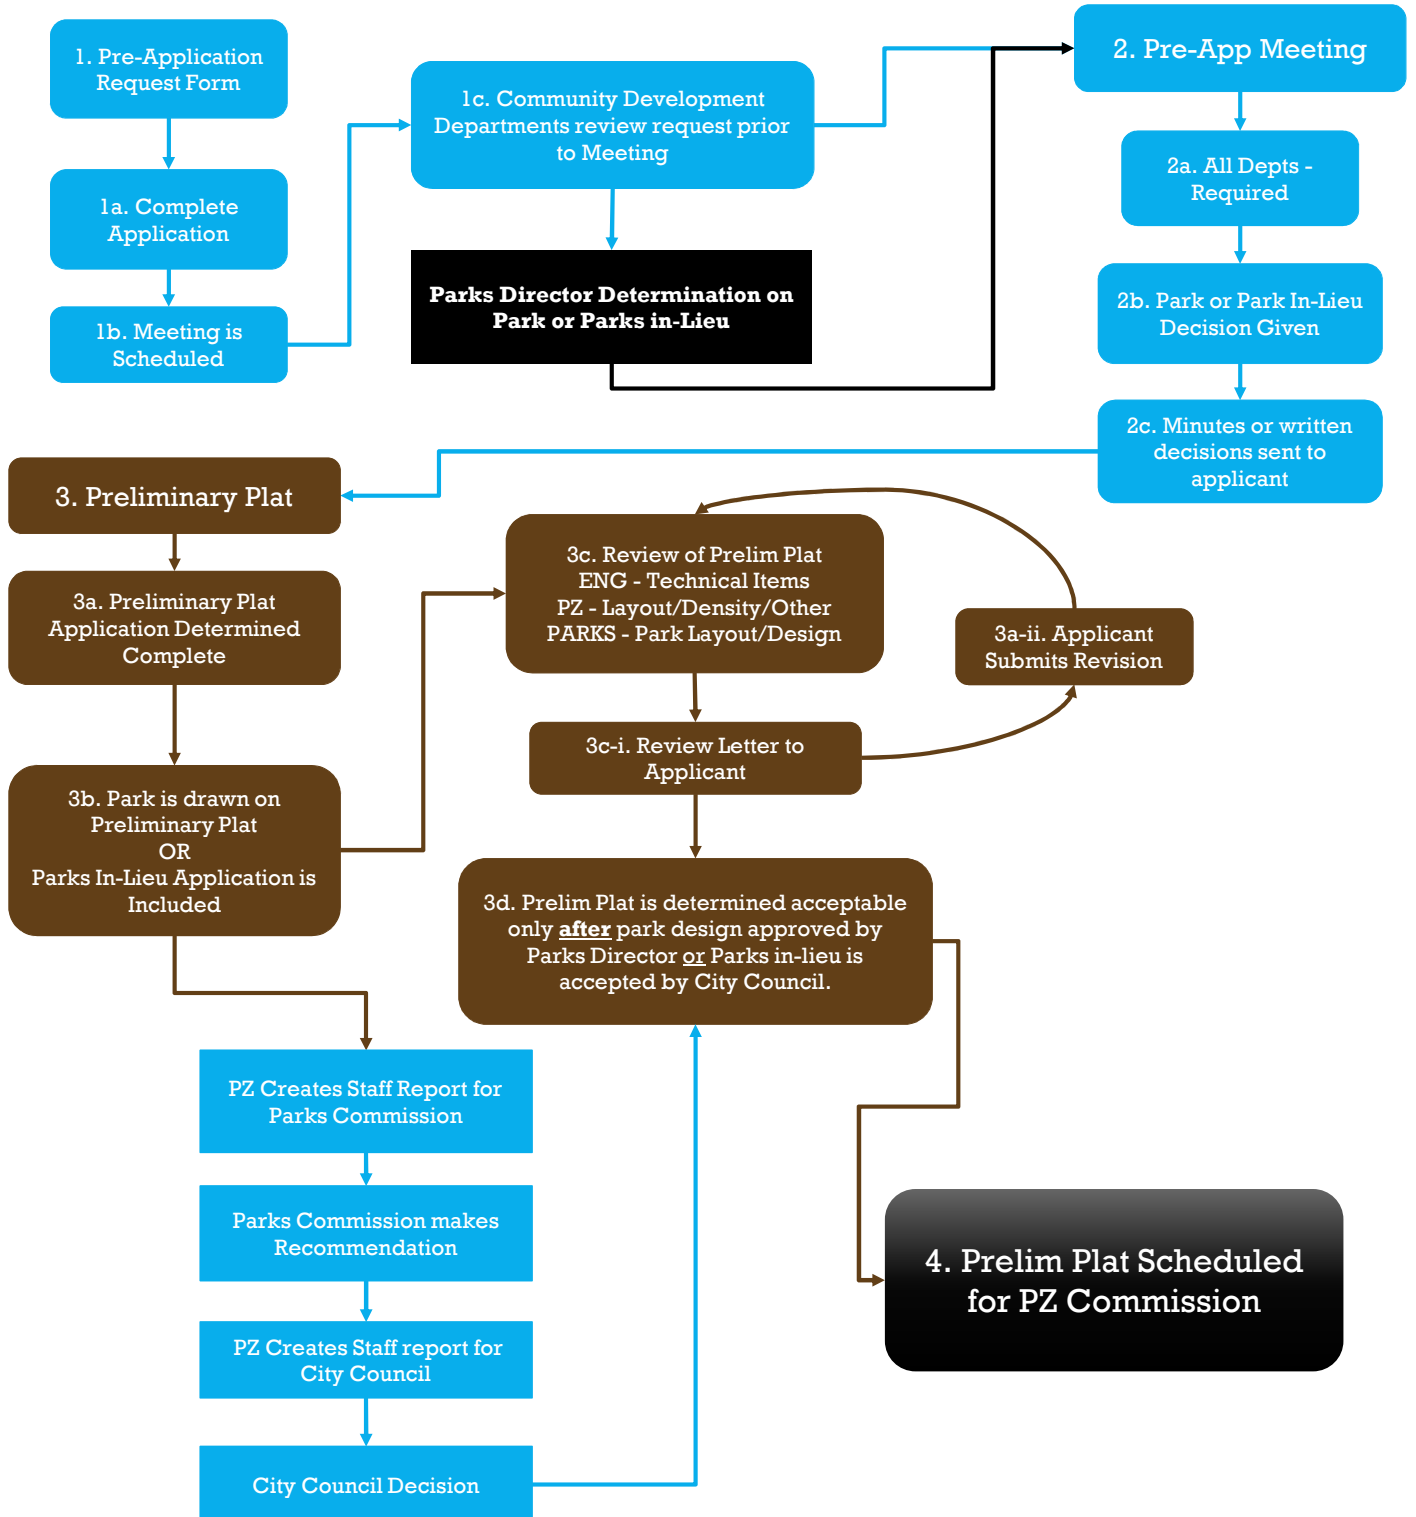 1. Pre-Application
Request Form
1a. Complete
Application
1b. Meeting is
Scheduled
1c. Community Development
Departments review request prior
to Meeting
Parks Director Determination on
Park or Parks in-Lieu
2. Pre-App Meeting
2a. All Depts -
Required
2b. Park or Park In-Lieu
Decision Given
2c. Minutes or written
decisions sent to
applicant
3. Preliminary Plat
3a. Preliminary Plat
Application Determined
Complete
3b. Park is drawn on
Preliminary Plat
OR
Parks In-Lieu Application is
Included
3c. Review of Prelim Plat
ENG - Technical Items
PZ - Layout/Density/Other
PARKS - Park Layout/Design
3a-ii. Applicant
Submits Revision
3c-i. Review Letter to
Applicant
3d. Prelim Plat is determined acceptable
only after park design approved by
Parks Director or Parks in-lieu is
accepted by City Council.
PZ Creates Staff Report for
Parks Commission
Parks Commission makes
Recommendation
PZ Creates Staff report for
City Council
City Council Decision
4. Prelim Plat Scheduled
for PZ Commission